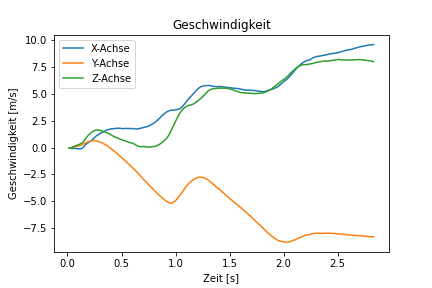 Geschwindigkeit
X-Achse
Y-Achse
Z-Achse
Geschwindigkeit [m/s]
10.0
7.5
5.0
2.5
0.0
−2.5
−5.0
−7.5
0.0 0.5 1.0 1.5 2.0 2.5
Zeit [s]